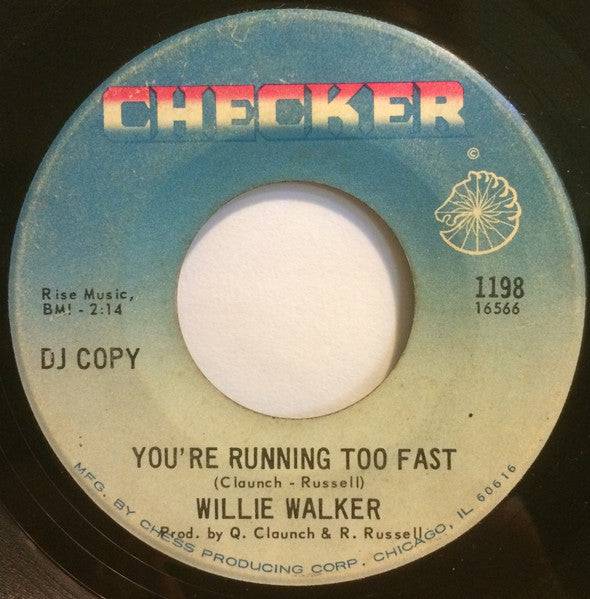 CHECKER
©
Rise Music,
BMI - 2:14
1198
16566
DJ COPY
YOU'RE RUNNING TOO FAST
(Claunch - Russell)
WILLIE WALKER
Prod. by Q. Claunch & R. Russell
MFG. BY CHESS PRODUCING CORP. CHICAGO, IL 60616